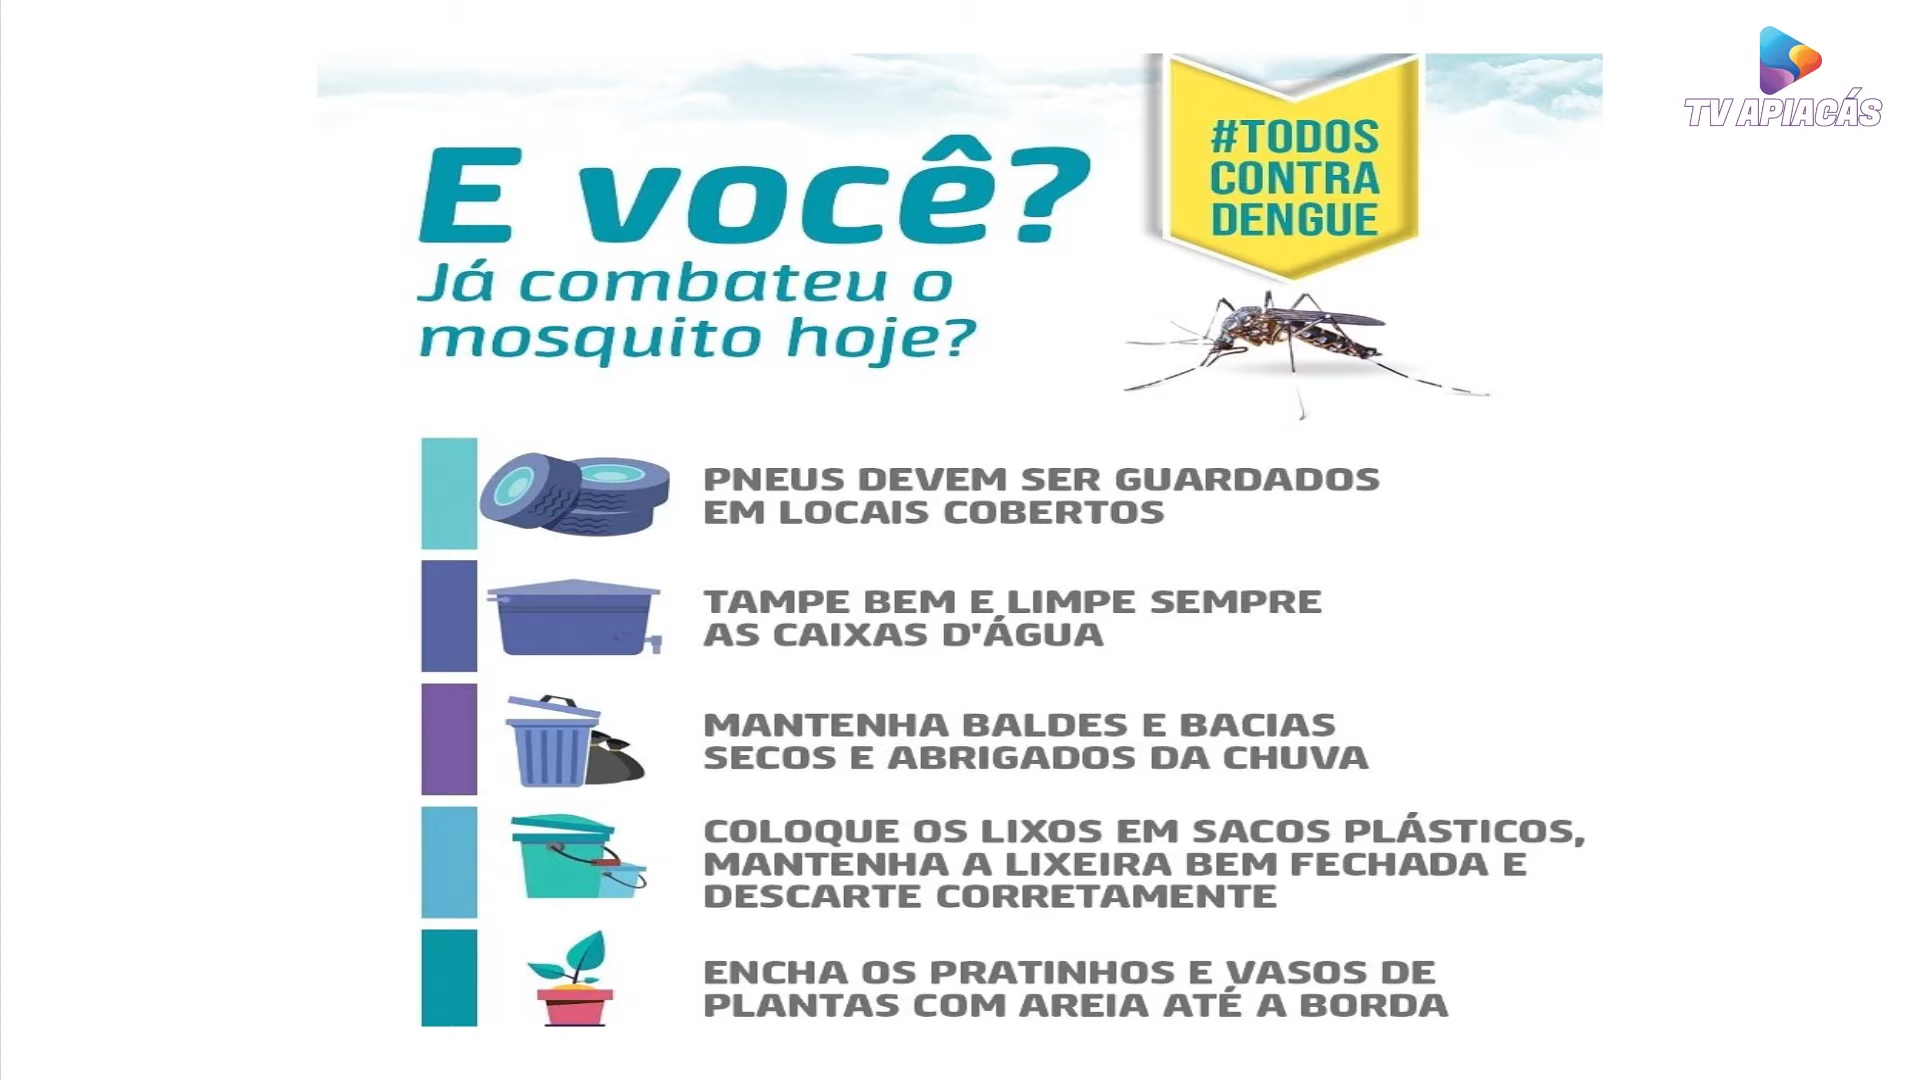 TV APIACÁS
#TODOS
CONTRA
DENGUE
E você?
Já combateu o
mosquito hoje?
PNEUS DEVEM SER GUARDADOS
EM LOCAIS COBERTOS
TAMPE BEM E LIMPE SEMPRE
AS CAIXAS D'ÁGUA
MANTENHA BALDES E BACIAS
SECOS E ABRIGADOS DA CHUVA
COLOQUE OS LIXOS EM SACOS PLÁSTICOS,
MANTENHA A LIXEIRA BEM FECHADA E
DESCARTE CORRETAMENTE
ENCHA OS PRATINHOS E VASOS DE
PLANTAS COM AREIA ATÉ A BORDA